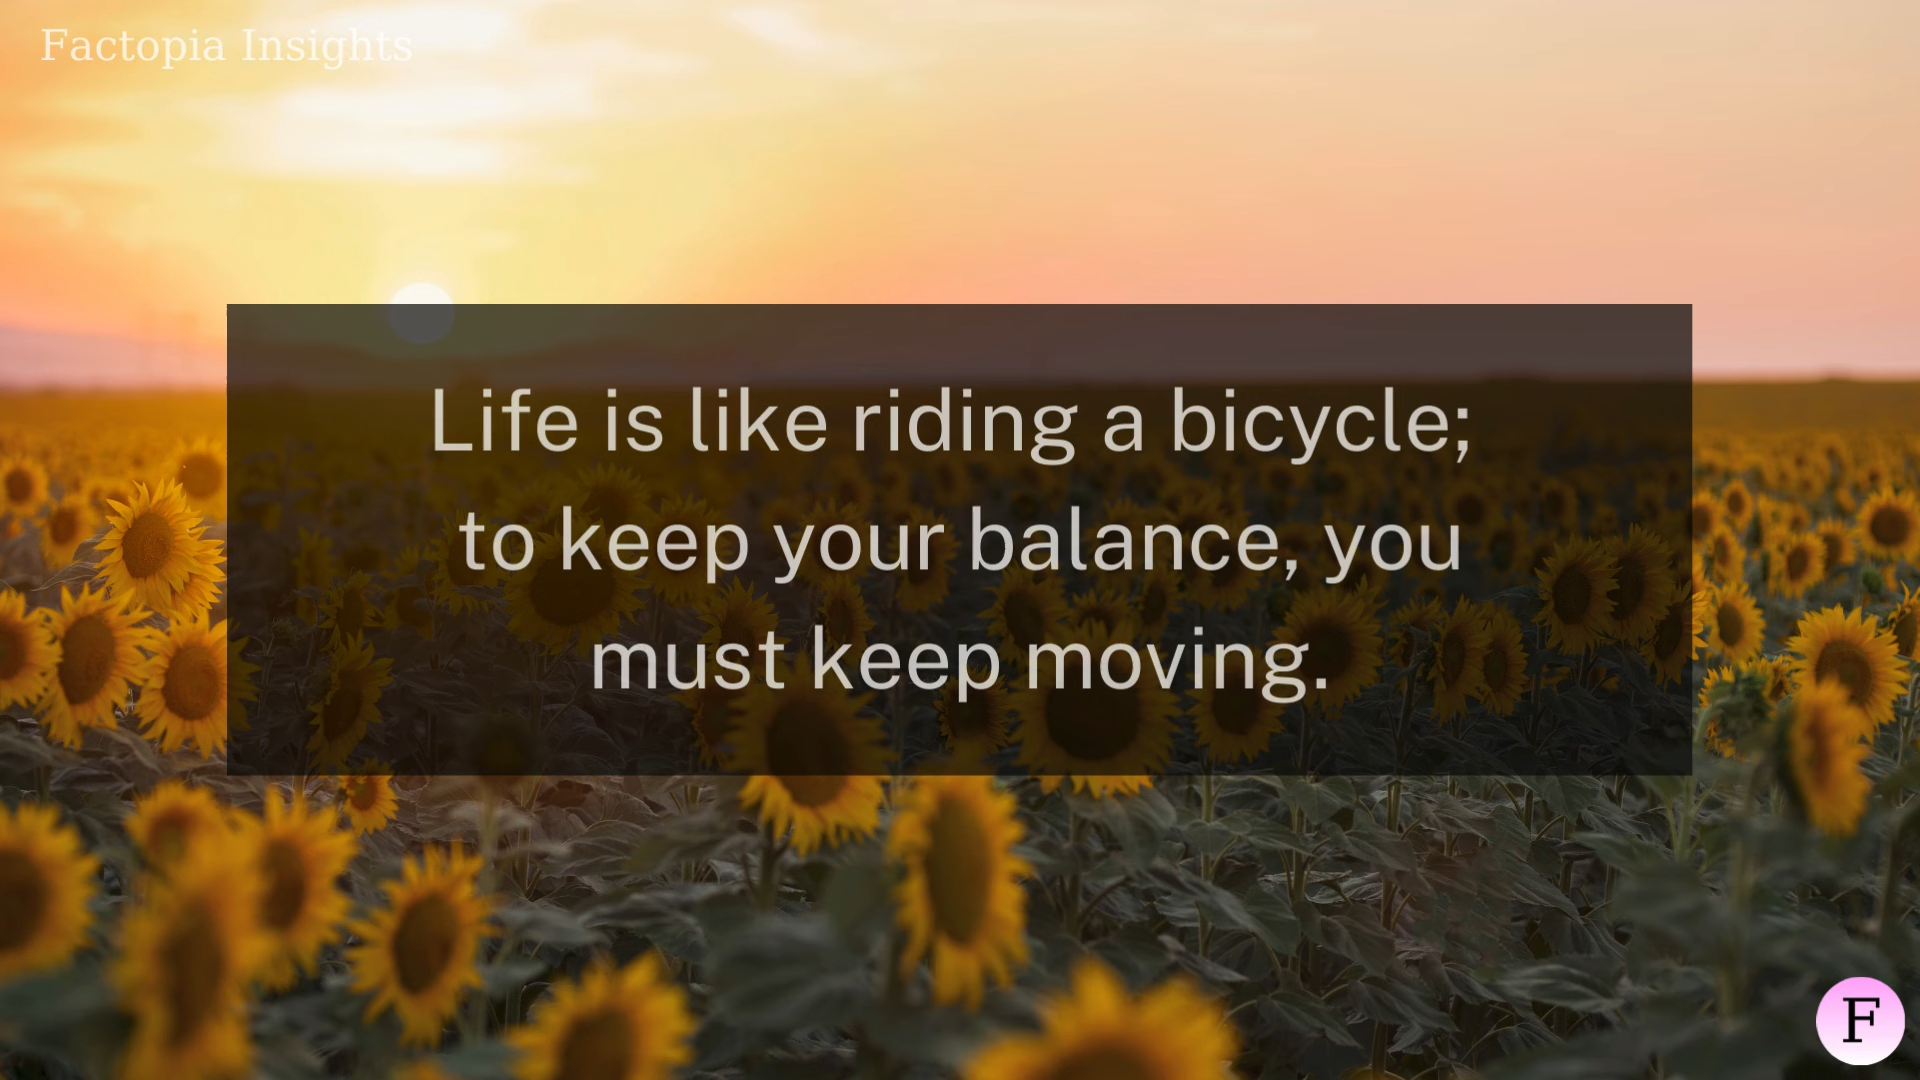 Factopia Insights
Life is like riding a bicycle;
to keep your balance, you
must keep moving.
F